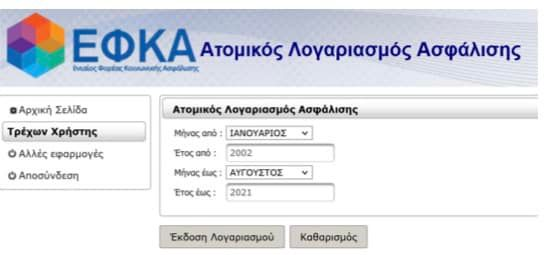 ΕΦΚΑ Ατομικός Λογαριασμός Ασφάλισης
Ενιαίος Φορέας Κοινωνικής Ασφάλισης
Αρχική Σελίδα
Τρέχων Χρήστης
Αλλές εφαρμογές
Αποσύνδεση
Ατομικός Λογαριασμός Ασφάλισης
Μήνας από : ΙΑΝΟΥΑΡΙΟΣ
Έτος από : 2002
Μήνας έως : ΑΥΓΟΥΣΤΟΣ
Έτος έως : 2021
Έκδοση Λογαριασμού Καθαρισμός